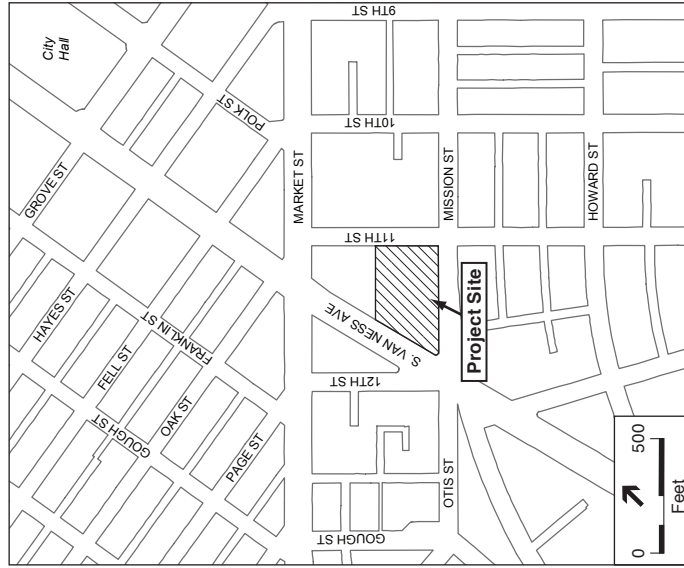 City
Hall
9TH ST
POLK ST
10TH ST
GROVE ST
MARKET ST
MISSION ST
HOWARD ST
11TH ST
HAYES ST
FRANKLIN ST
S. VAN NESS AVE
Project Site
FELL ST
12TH ST
OAK ST
GOUGH ST
PAGE ST
OTIS ST
GOUGH ST
0
500
Feet